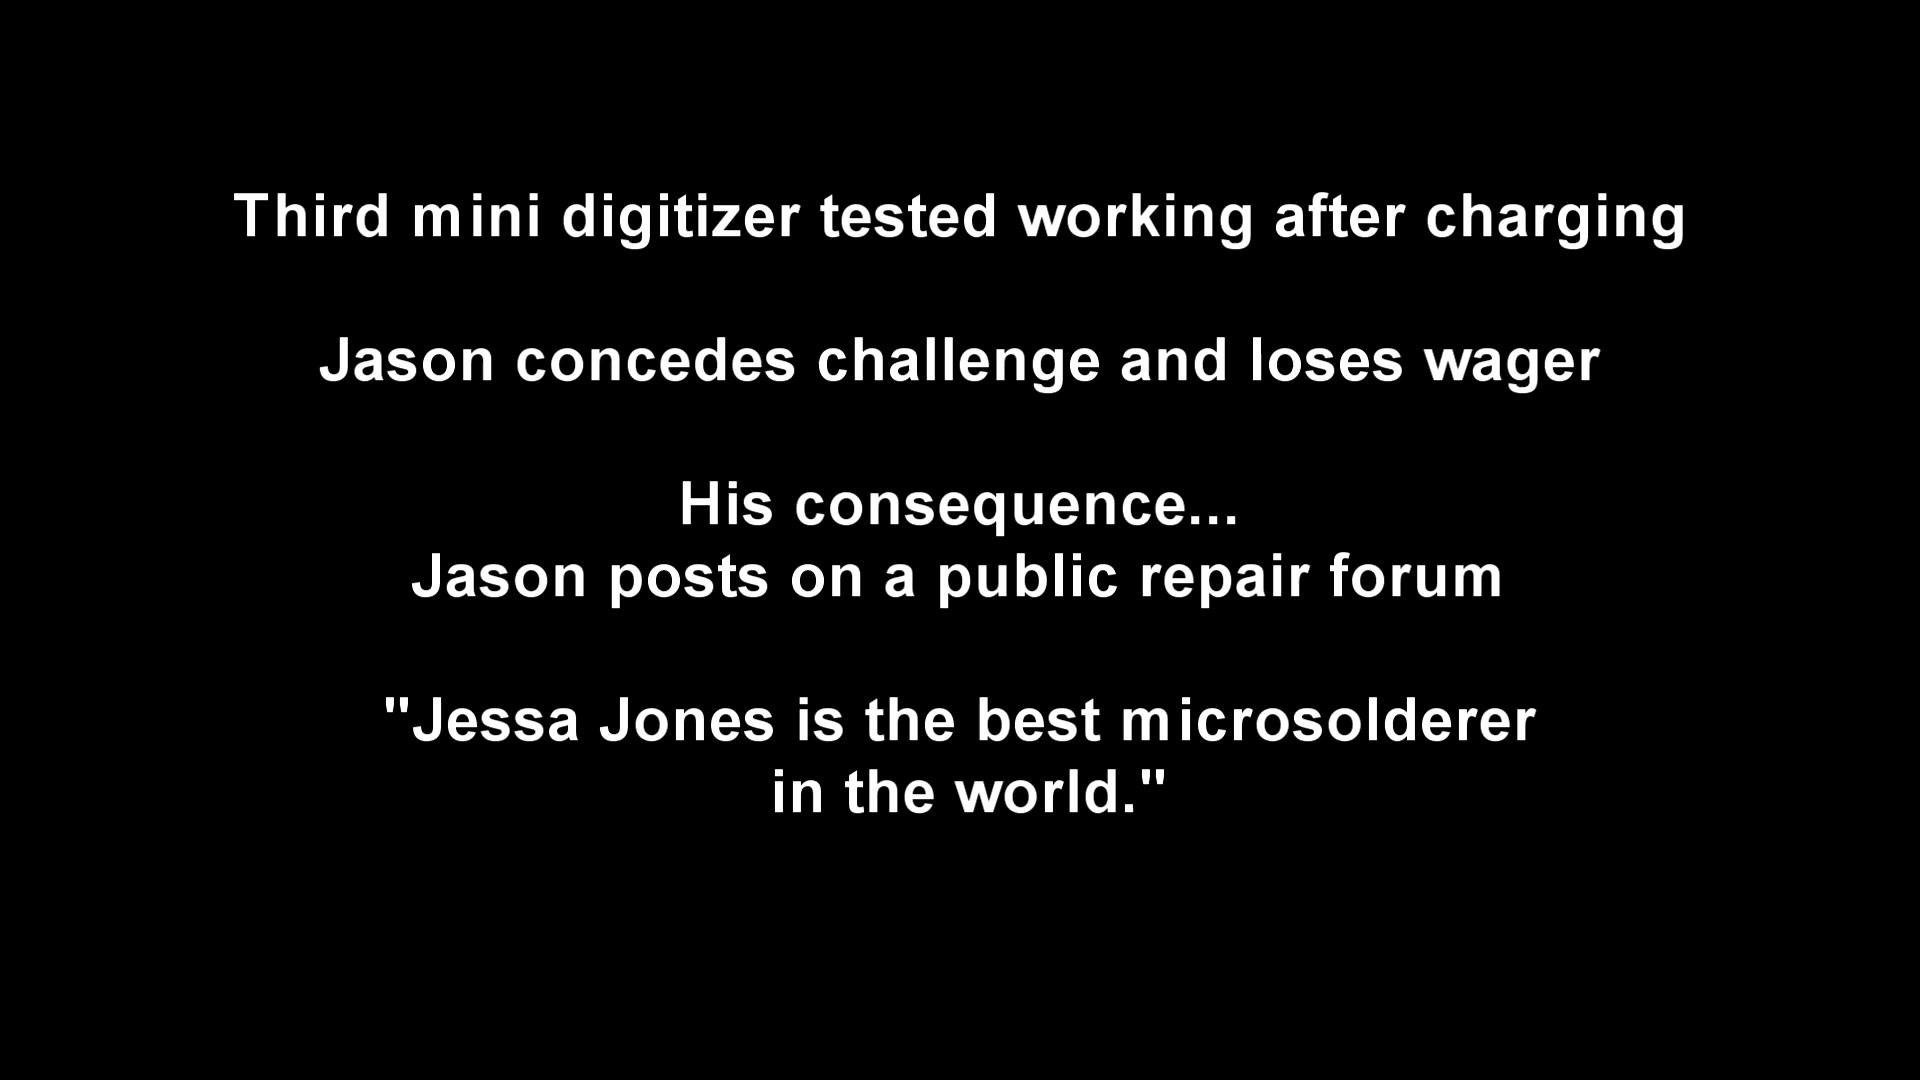 Third mini digitizer tested working after charging
Jason concedes challenge and loses wager
His consequence...
Jason posts on a public repair forum
"Jessa Jones is the best microsolderer
in the world."